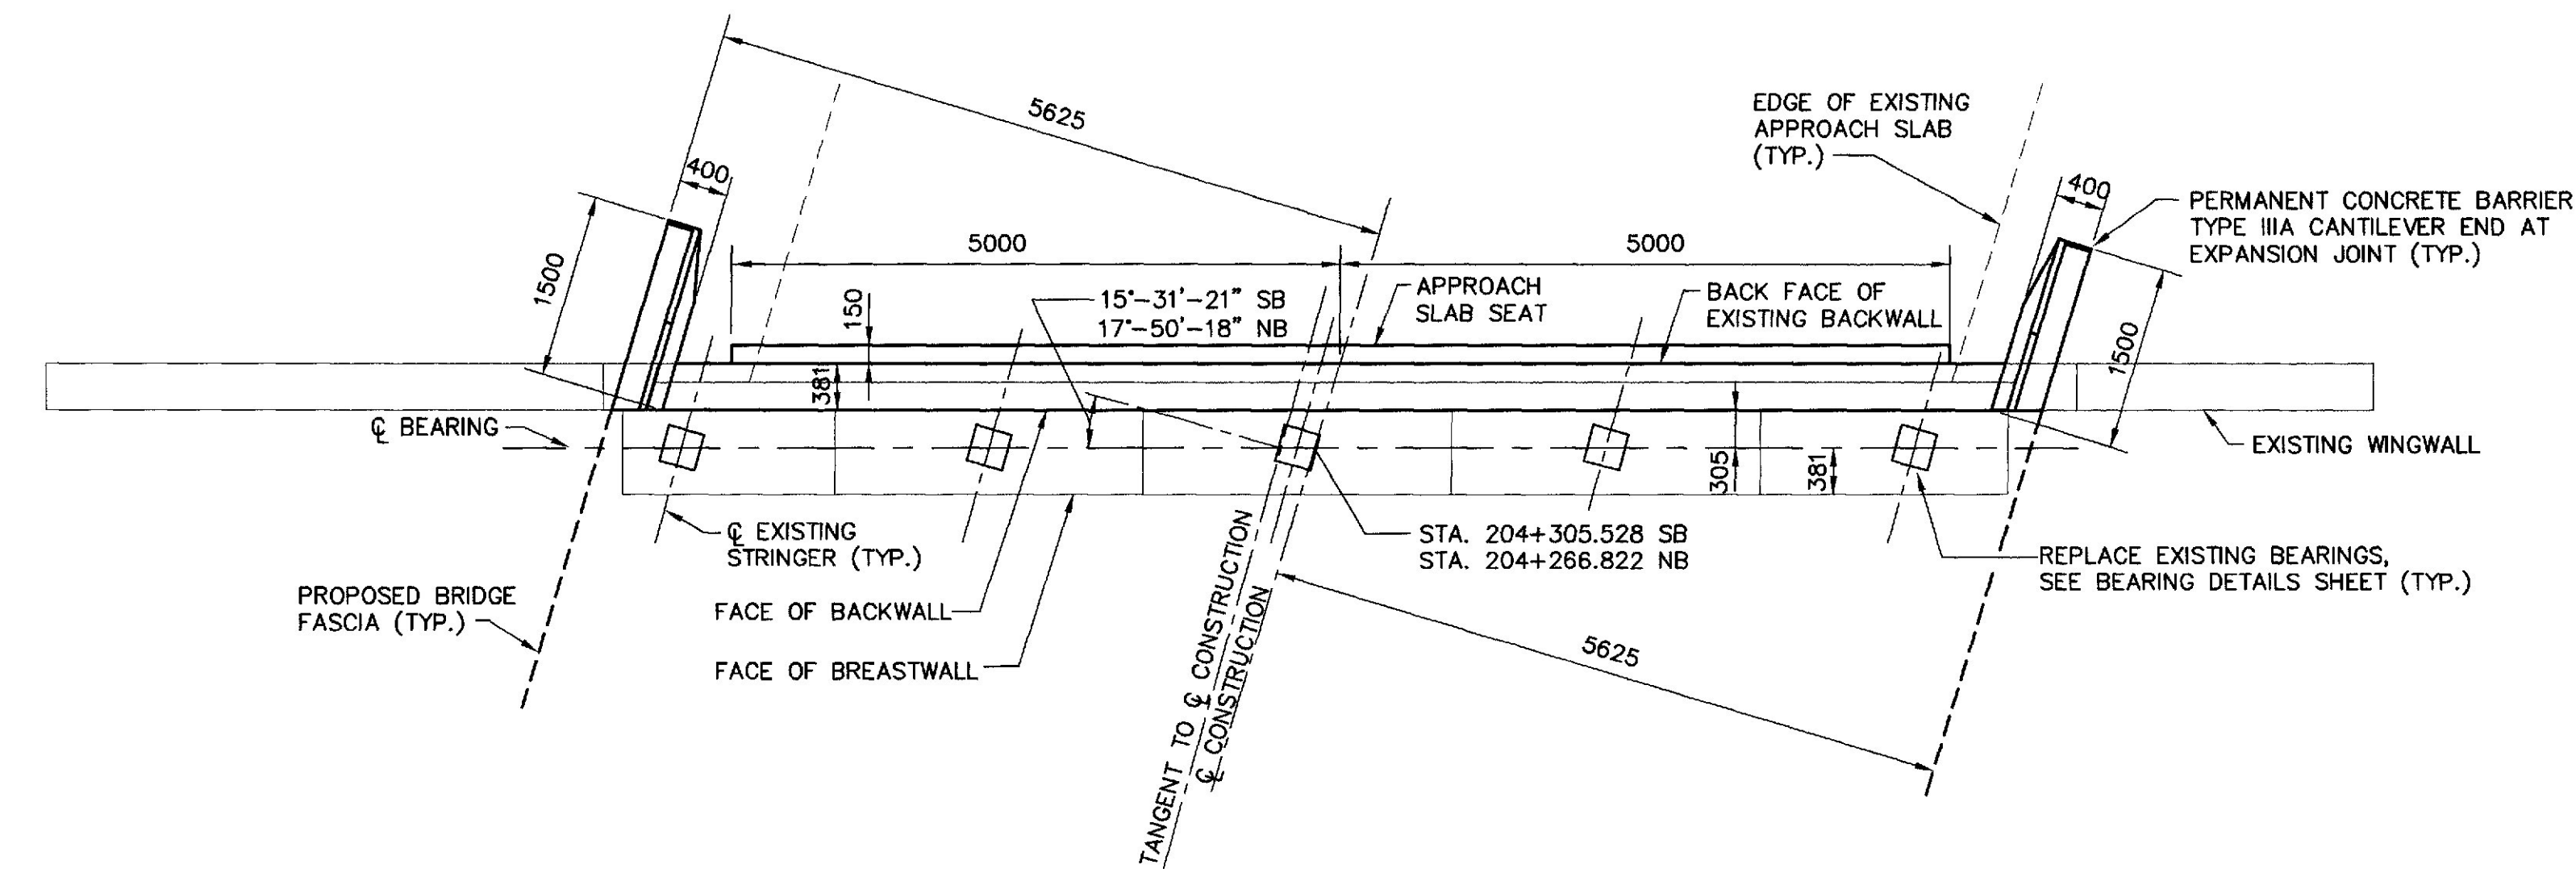 5625
EDGE OF EXISTING
APPROACH SLAB
(TYP.)
400
400
PERMANENT CONCRETE BARRIER
TYPE IIIA CANTILEVER END AT
EXPANSION JOINT (TYP.)
1500
5000
5000
15°-31'-21" SB
17°-50'-18" NB
150
APPROACH
SLAB SEAT
BACK FACE OF
EXISTING BACKWALL
1500
381
℄ BEARING
EXISTING WINGWALL
305
381
℄ EXISTING
STRINGER (TYP.)
STA. 204+305.528 SB
STA. 204+266.822 NB
REPLACE EXISTING BEARINGS,
SEE BEARING DETAILS SHEET (TYP.)
PROPOSED BRIDGE
FASCIA (TYP.)
FACE OF BACKWALL
FACE OF BREASTWALL
TANGENT TO ℄ CONSTRUCTION
℄ CONSTRUCTION
5625